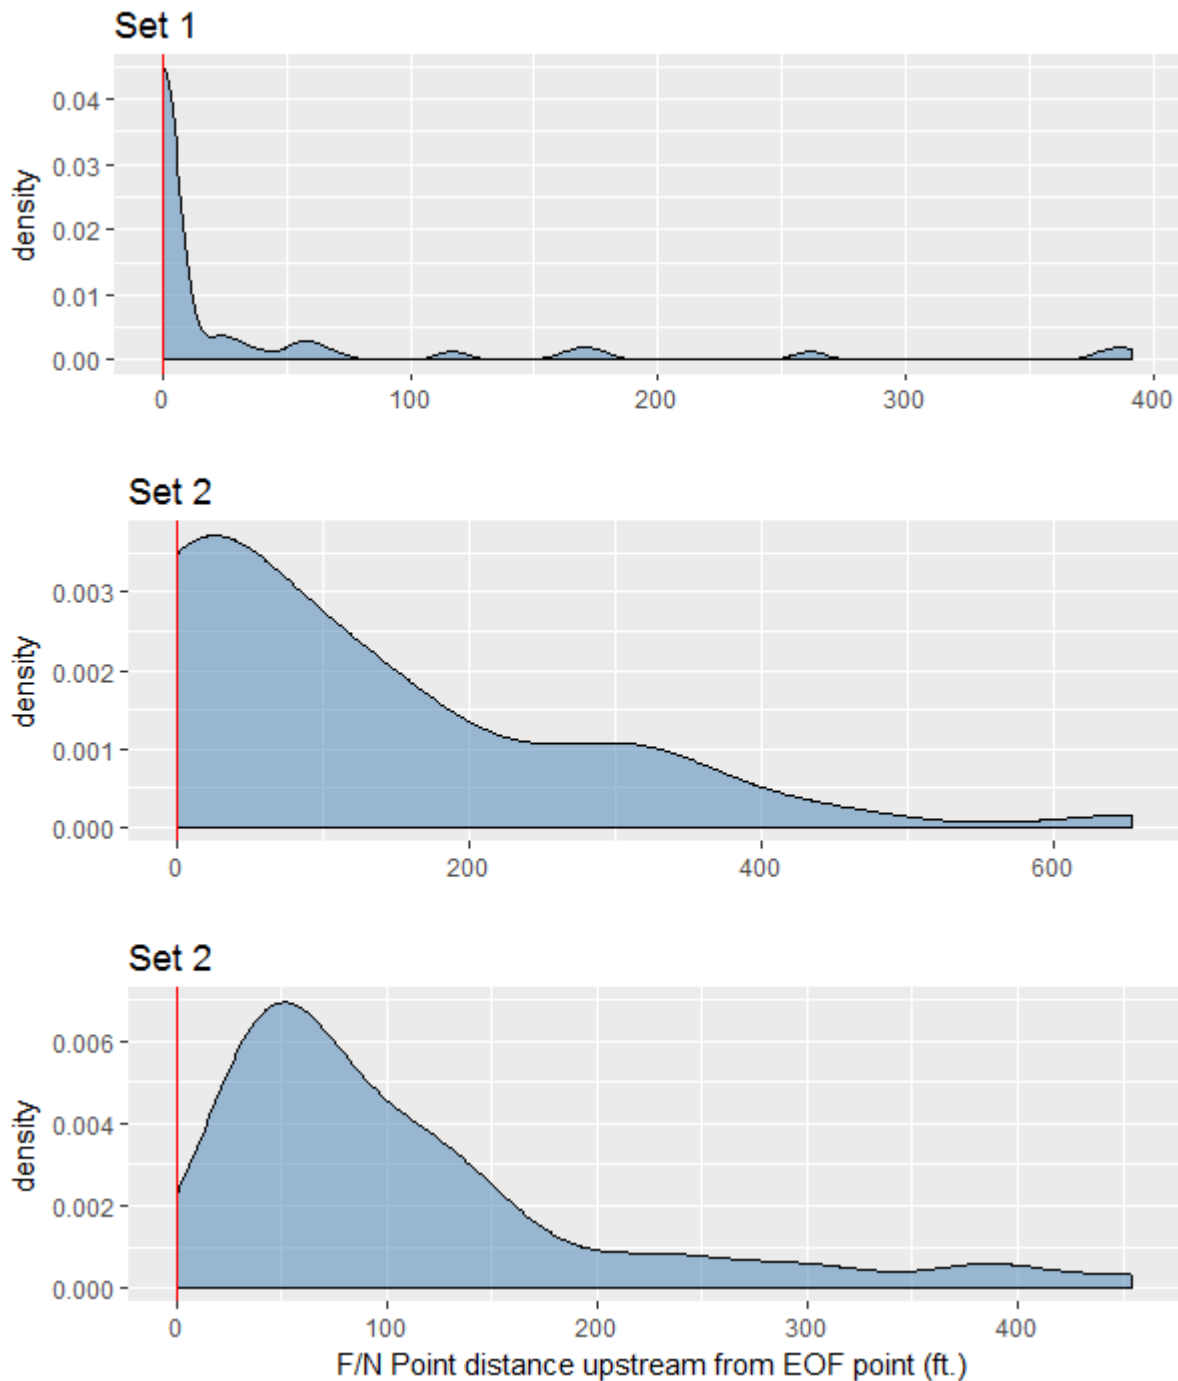 Set 1
density
0.04
0.03
0.02
0.01
0.00
0 100 200 300 400
Set 2
density
0.003
0.002
0.001
0.000
0 200 400 600
Set 2
density
0.006
0.004
0.002
0.000
0 100 200 300 400
F/N Point distance upstream from EOF point (ft.)